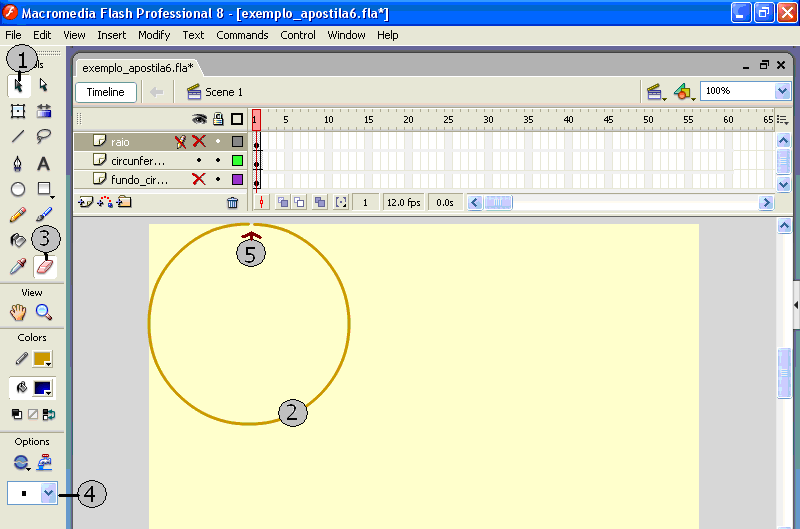 Macromedia Flash Professional 8 - [exemplo_apostila6.fla*]
File Edit View Insert Modify Text Commands Control Window Help
1
exemplo_apostila6.fla*
Timeline Scene 1 100%
1 5 10 15 20 25 30 35 40 45 50 55 60 65
raio
circunfer...
fundo_cir...
1 12.0 fps 0.0s
3
5
View
Colors
2
Options
4